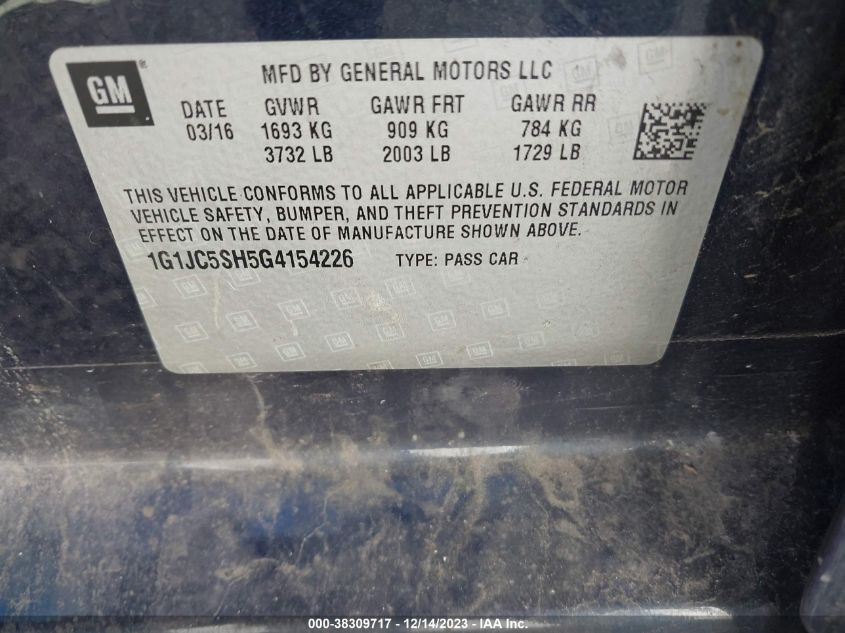 GM ®
MFD BY GENERAL MOTORS LLC
DATE GVWR GAWR FRT GAWR RR
03/16 1693 KG 909 KG 784 KG
3732 LB 2003 LB 1729 LB
THIS VEHICLE CONFORMS TO ALL APPLICABLE U.S. FEDERAL MOTOR
VEHICLE SAFETY, BUMPER, AND THEFT PREVENTION STANDARDS IN
EFFECT ON THE DATE OF MANUFACTURE SHOWN ABOVE.
1G1JC5SH5G4154226 TYPE: PASS CAR
000-38309717 - 12/14/2023 - IAA Inc.